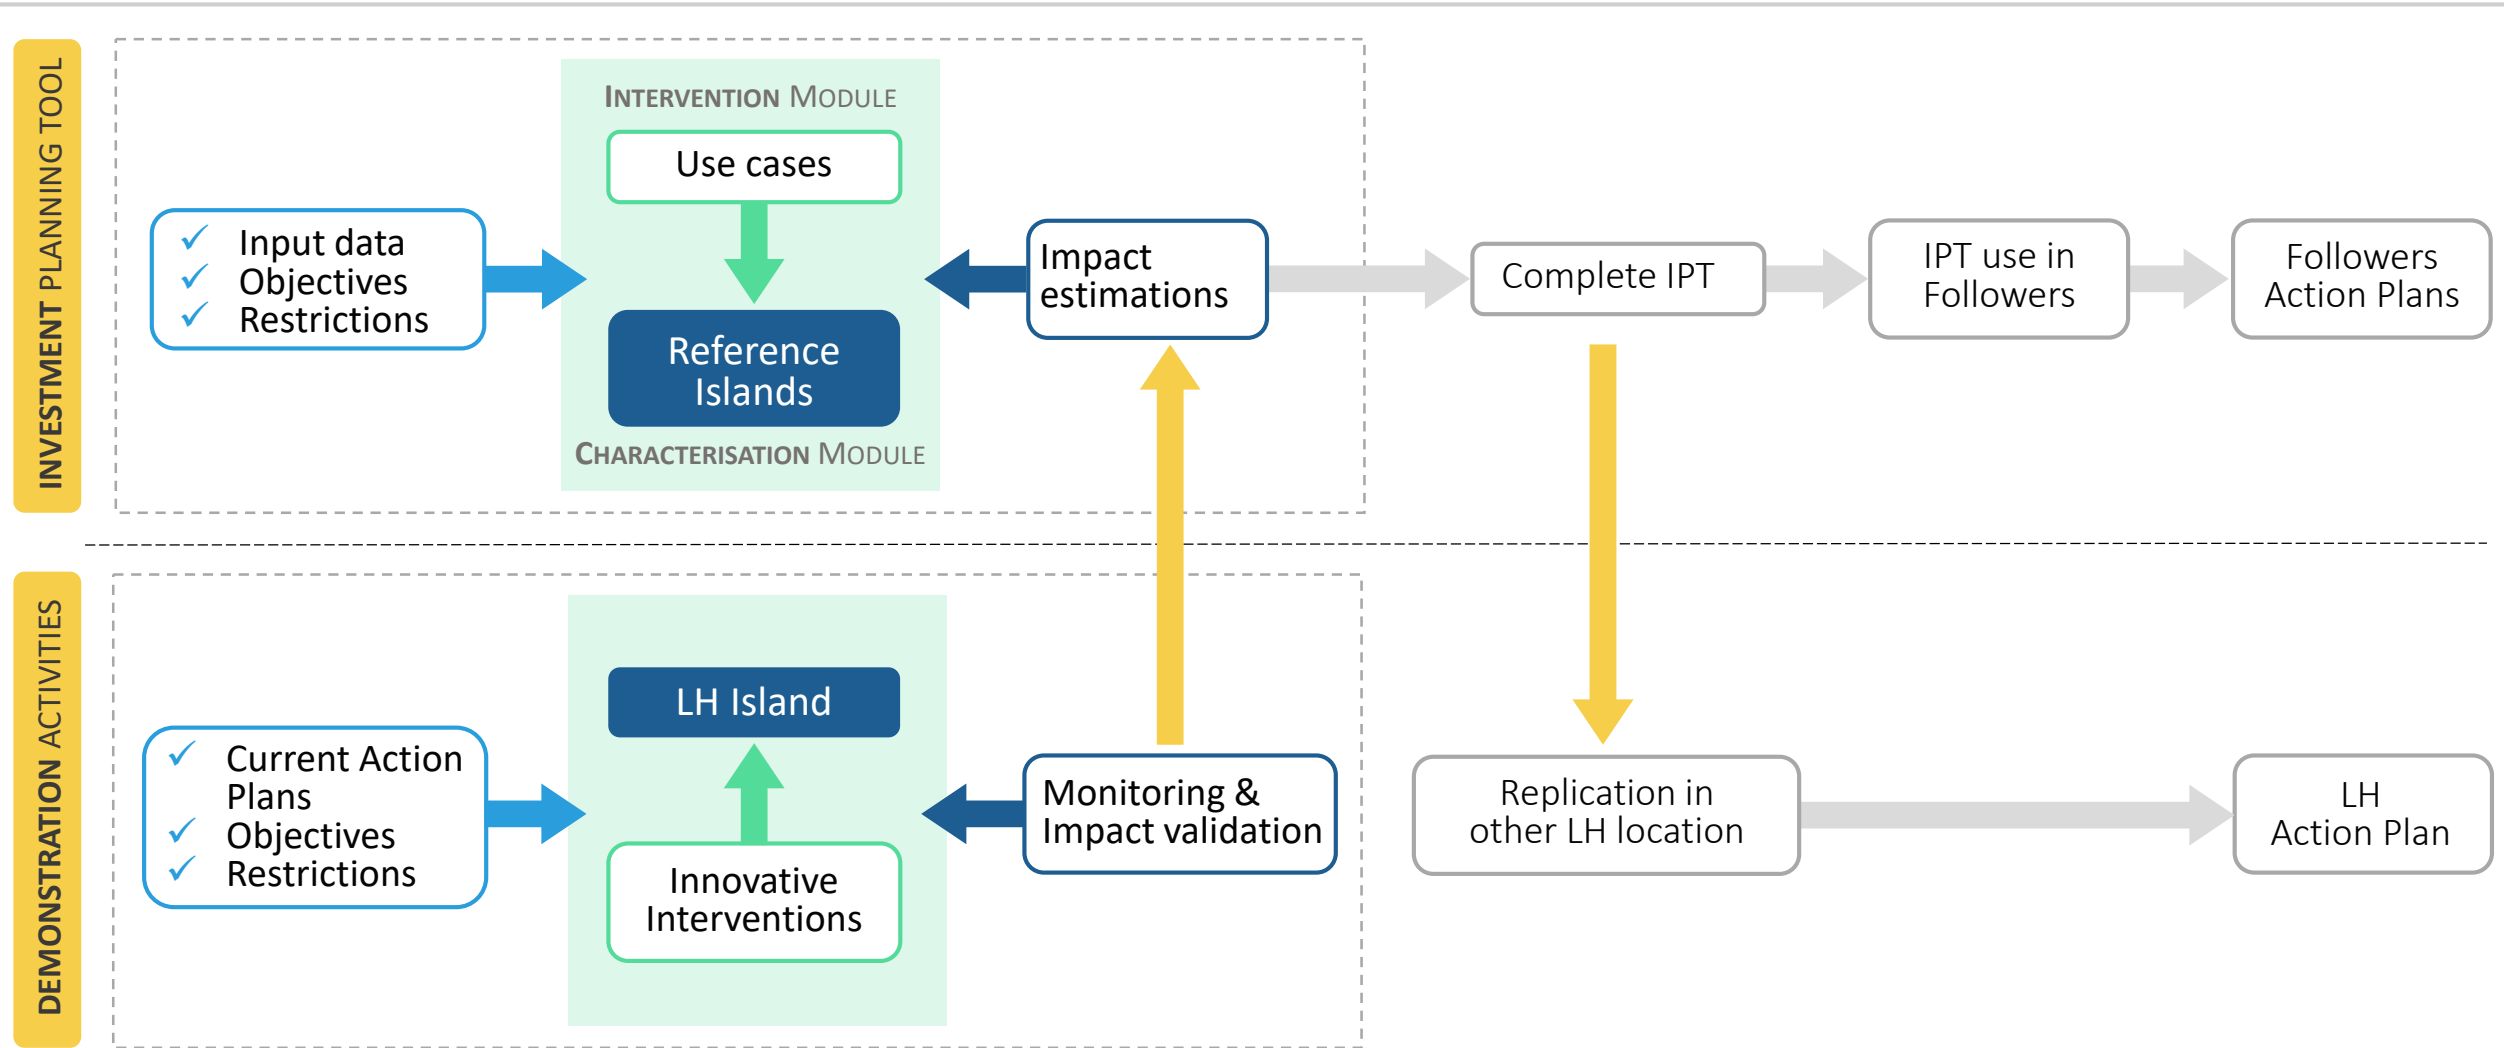 INVESTMENT PLANNING TOOL
INTERVENTION MODULE
Use cases
Input data
Objectives
Restrictions
Reference
Islands
CHARACTERISATION MODULE
Impact
estimations
Complete IPT
IPT use in
Followers
Followers
Action Plans
DEMONSTRATION ACTIVITIES
Current Action
Plans
Objectives
Restrictions
LH Island
Innovative
Interventions
Monitoring &
Impact validation
Replication in
other LH location
LH
Action Plan